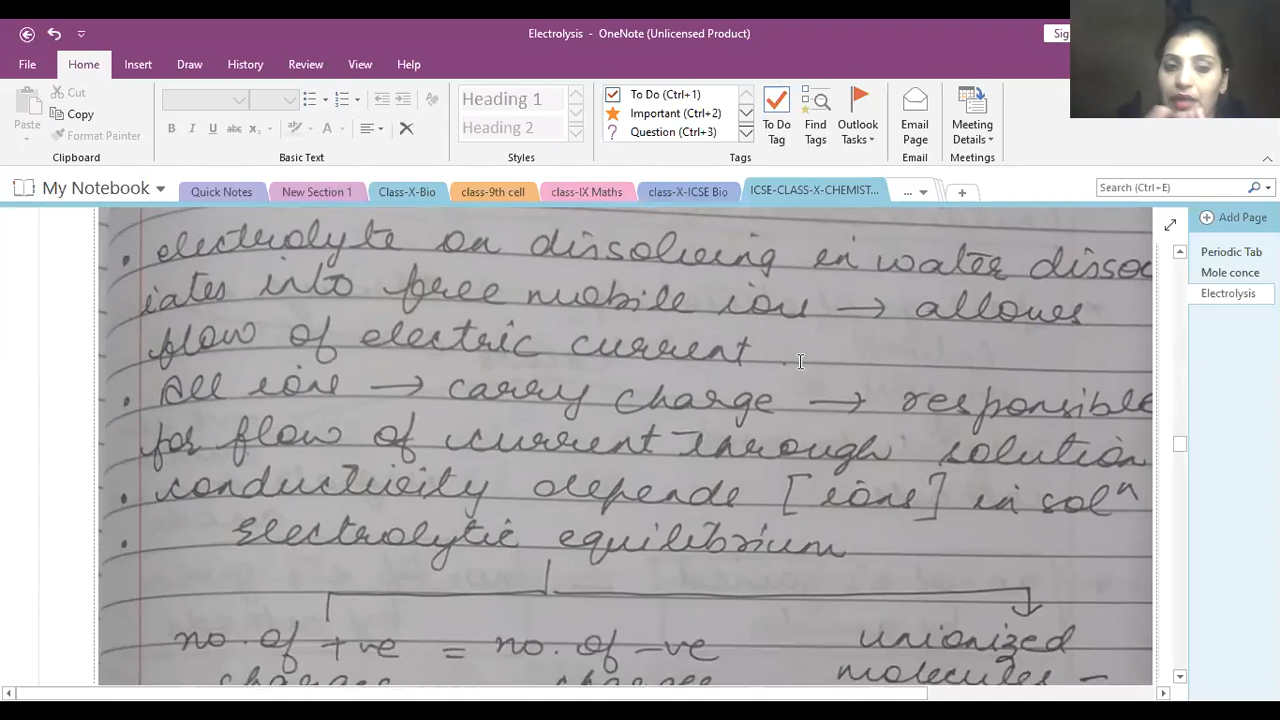 Electrolysis - OneNote (Unlicensed Product)
Sig
File Home Insert Draw History Review View Help
Cut
Copy
Format Painter
Paste
Clipboard
B I U abc x₂ A
Basic Text
Heading 1
Heading 2
Styles
To Do (Ctrl+1)
Important (Ctrl+2)
Question (Ctrl+3)
To Do Tag
Find Tags
Outlook Tasks
Tags
Email Page
Email
Meeting Details
Meetings
My Notebook
Quick Notes New Section 1 Class-X-Bio class-9th cell class-IX Maths class-X-ICSE Bio ICSE-CLASS-X-CHEMIST... ...
Search (Ctrl+E)
Add Page
Periodic Tab
Mole conce
Electrolysis
. electrolyte on dissolving in water dissoc
iates into free mobile ions → allows
flow of electric current .
. All ions → carry charge → responsible
for flow of current through solution
. conductivity depends [ions] in solⁿ
. Electrolytic equilibrium
no. of +ve = no. of -ve unionized
charges charges molecules -